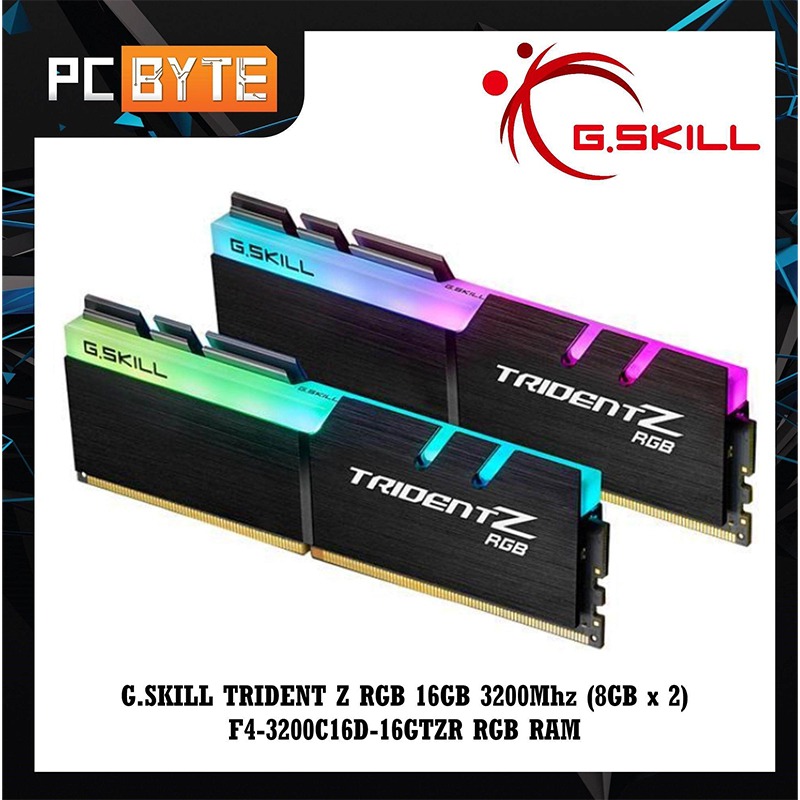 PC BYTE
G.SKILL
G.SKILL
G.SKILL
TRIDENT Z
RGB
G.SKILL
G.SKILL
TRIDENT Z
RGB
G.SKILL TRIDENT Z RGB 16GB 3200Mhz (8GB x 2)
F4-3200C16D-16GTZR RGB RAM